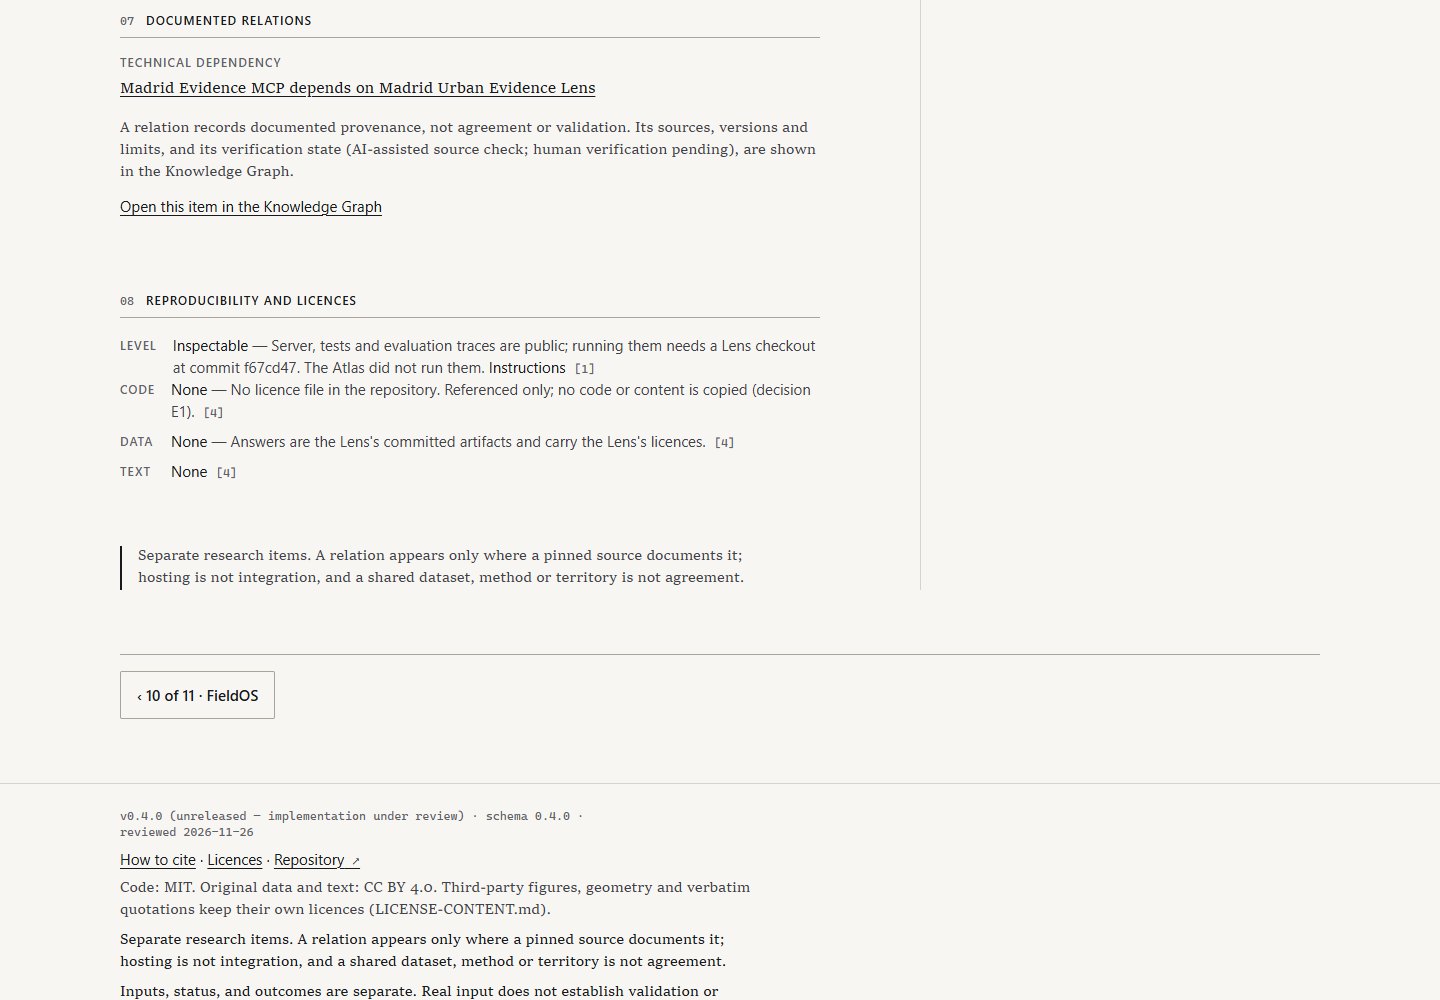 07 DOCUMENTED RELATIONS
TECHNICAL DEPENDENCY
Madrid Evidence MCP depends on Madrid Urban Evidence Lens
A relation records documented provenance, not agreement or validation. Its sources, versions and
limits, and its verification state (AI-assisted source check; human verification pending), are shown
in the Knowledge Graph.
Open this item in the Knowledge Graph
08 REPRODUCIBILITY AND LICENCES
LEVEL Inspectable — Server, tests and evaluation traces are public; running them needs a Lens checkout
at commit f67cd47. The Atlas did not run them. Instructions [1]
CODE None — No licence file in the repository. Referenced only; no code or content is copied (decision
E1). [4]
DATA None — Answers are the Lens's committed artifacts and carry the Lens's licences. [4]
TEXT None [4]
Separate research items. A relation appears only where a pinned source documents it;
hosting is not integration, and a shared dataset, method or territory is not agreement.
‹ 10 of 11 · FieldOS
v0.4.0 (unreleased — implementation under review) · schema 0.4.0 ·
reviewed 2026-11-26
How to cite · Licences · Repository ↗
Code: MIT. Original data and text: CC BY 4.0. Third-party figures, geometry and verbatim
quotations keep their own licences (LICENSE-CONTENT.md).
Separate research items. A relation appears only where a pinned source documents it;
hosting is not integration, and a shared dataset, method or territory is not agreement.
Inputs, status, and outcomes are separate. Real input does not establish validation or